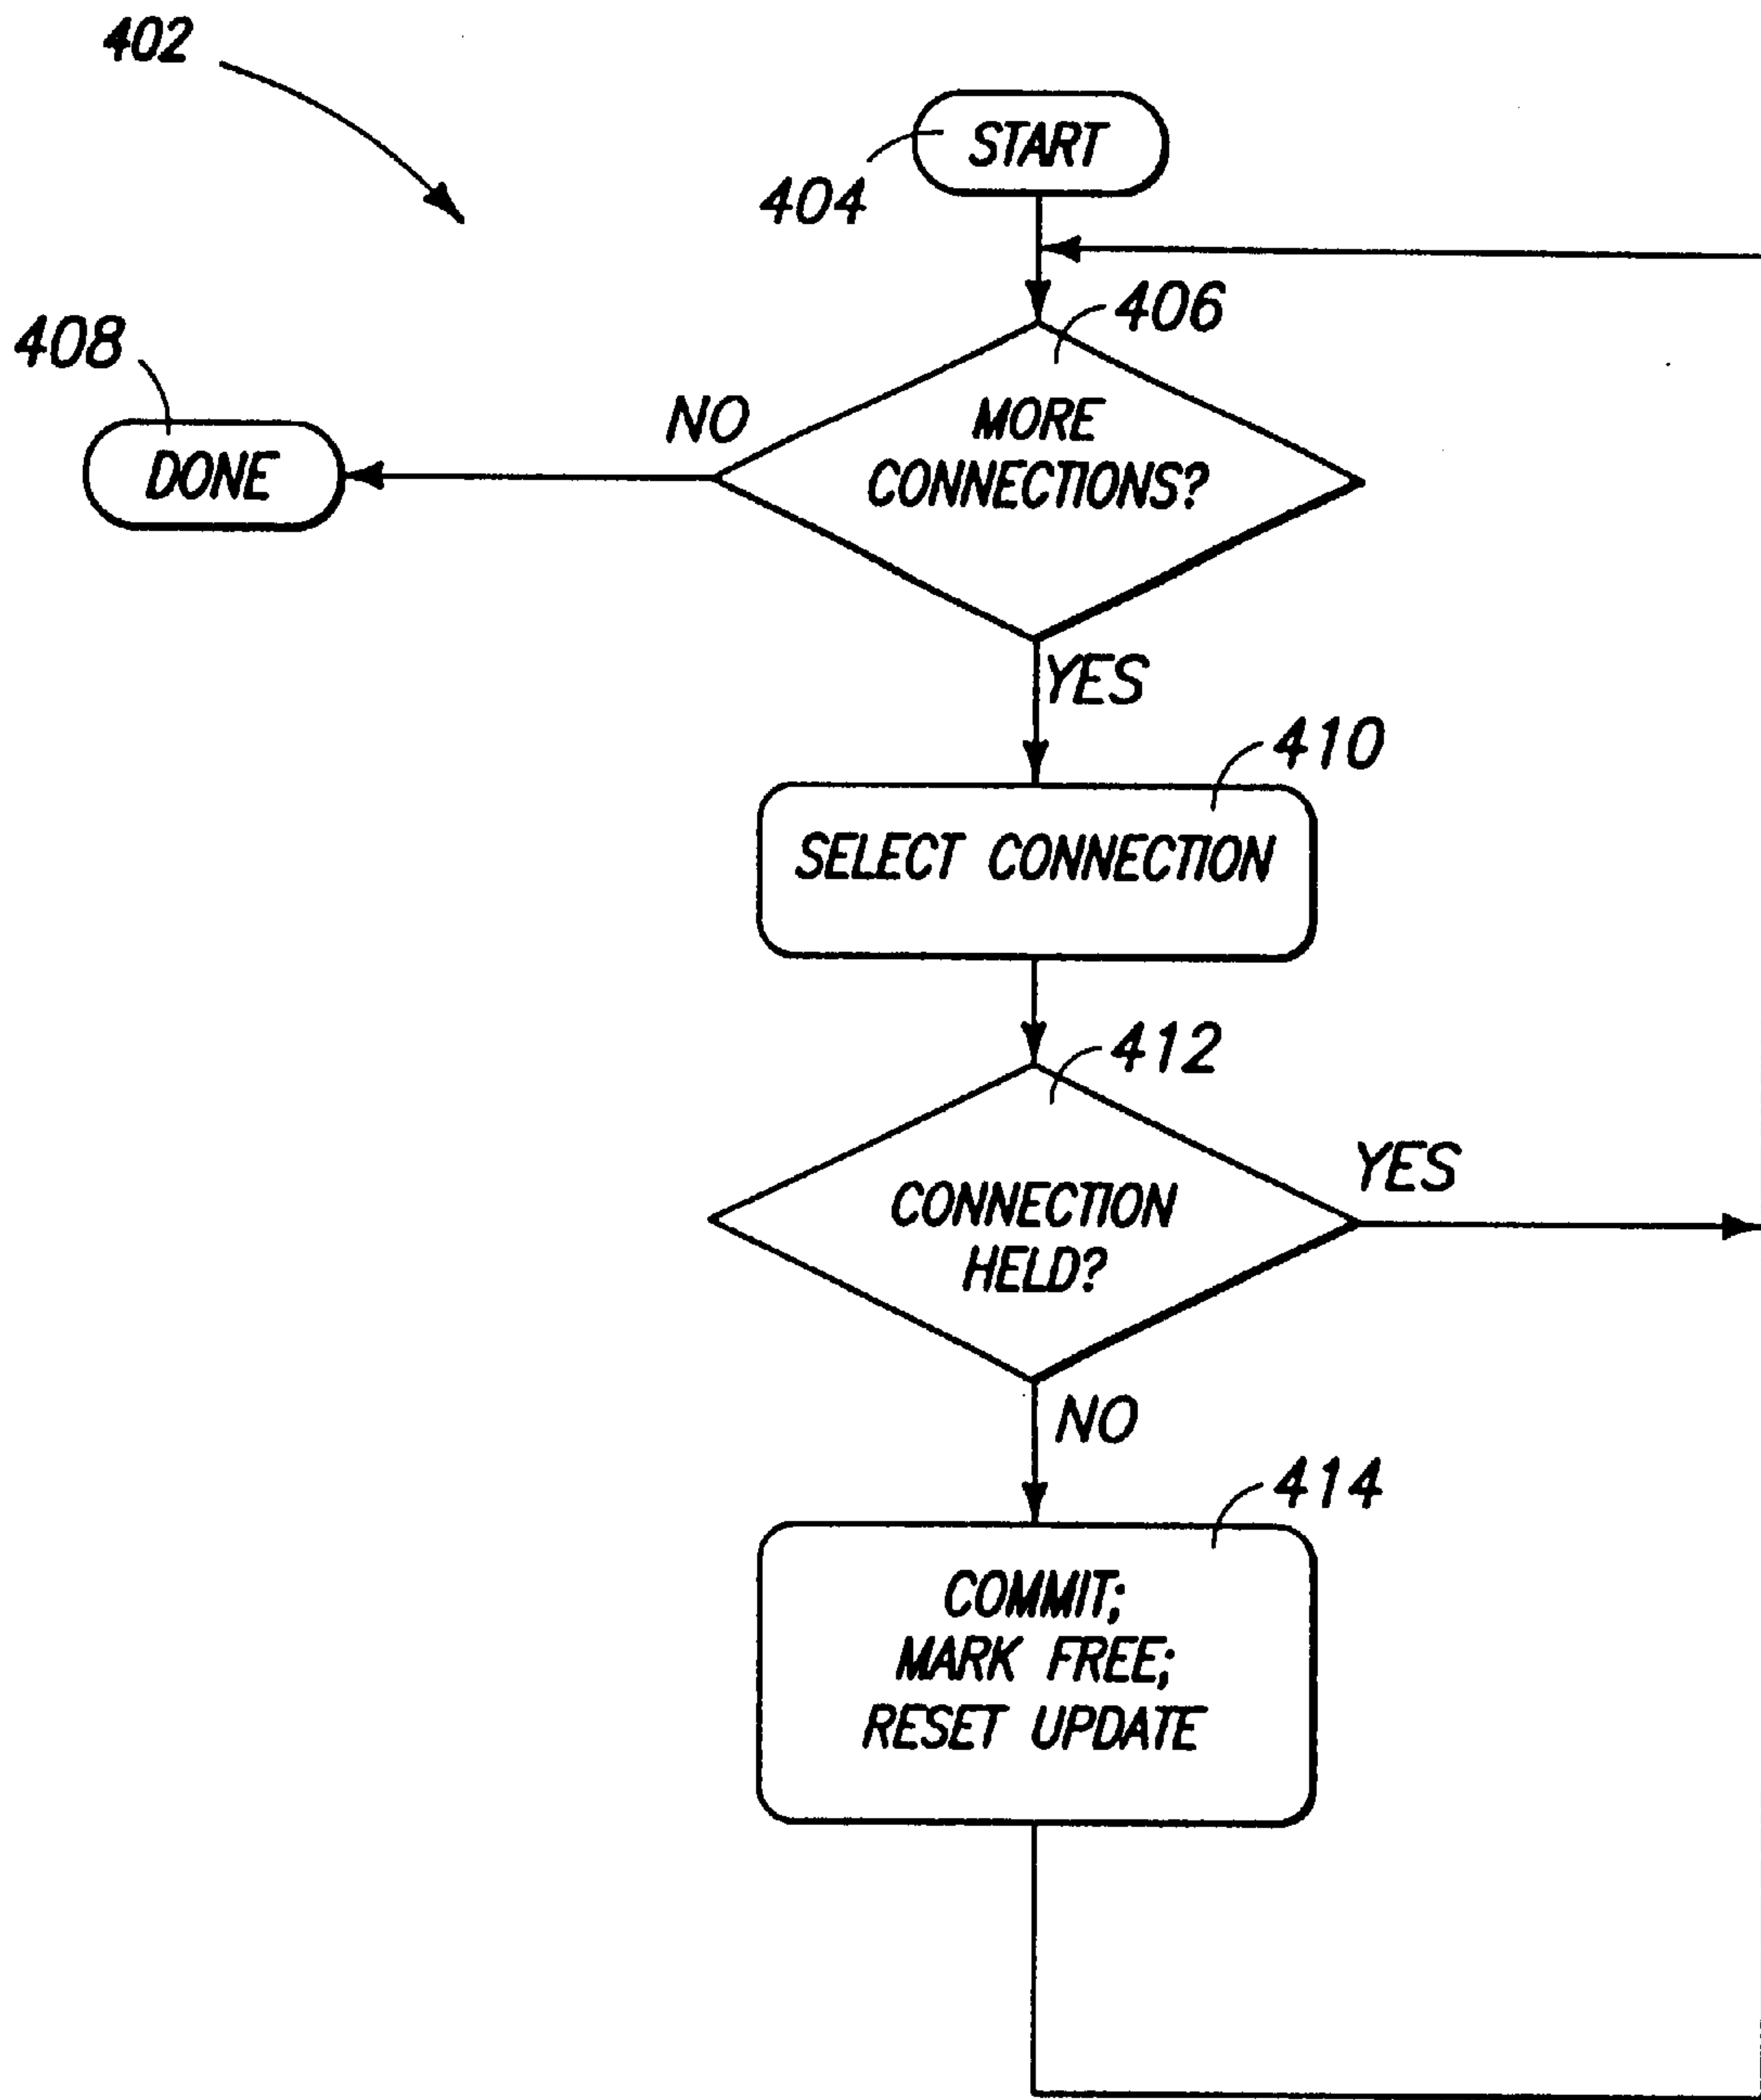 402
START
404
406
408
NO
MORE
CONNECTIONS?
DONE
YES
410
SELECT CONNECTION
412
YES
CONNECTION
HELD?
NO
414
COMMIT;
MARK FREE;
RESET UPDATE